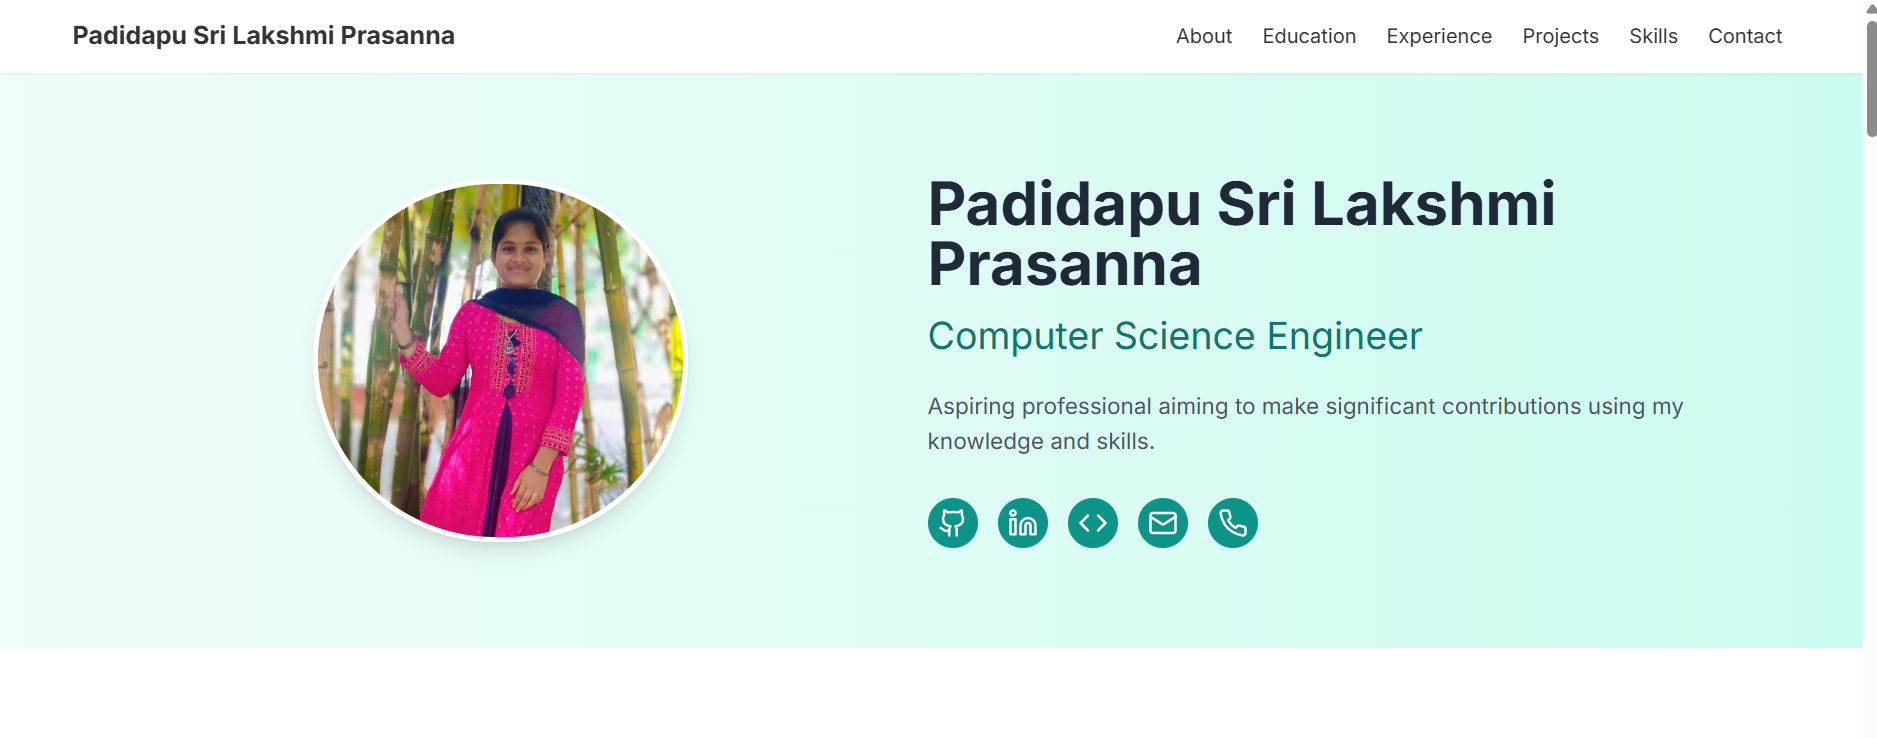 Padidapu Sri Lakshmi Prasanna
About Education Experience Projects Skills Contact
Padidapu Sri Lakshmi
Prasanna
Computer Science Engineer
Aspiring professional aiming to make significant contributions using my
knowledge and skills.